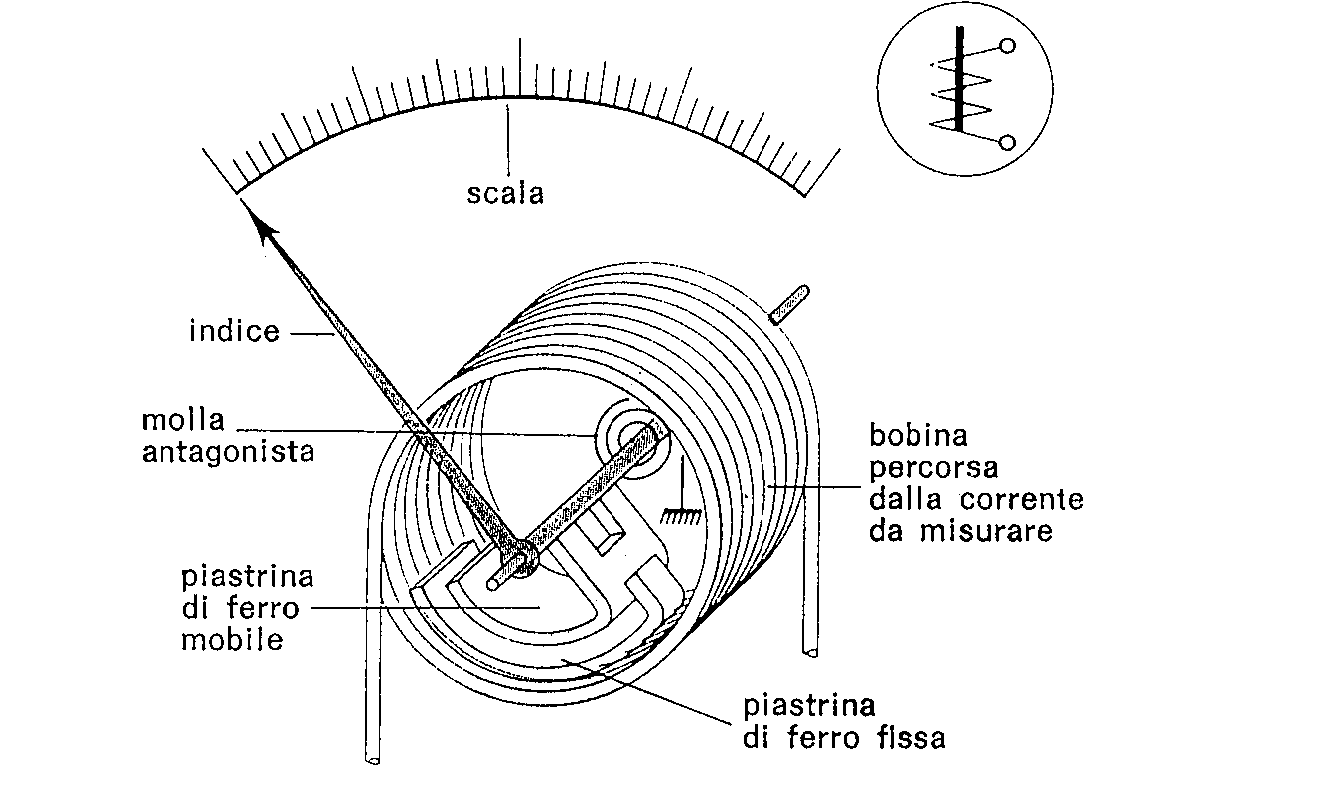 scala
indice
molla
antagonista
bobina
percorsa
dalla corrente
da misurare
piastrina
di ferro
mobile
piastrina
di ferro fissa